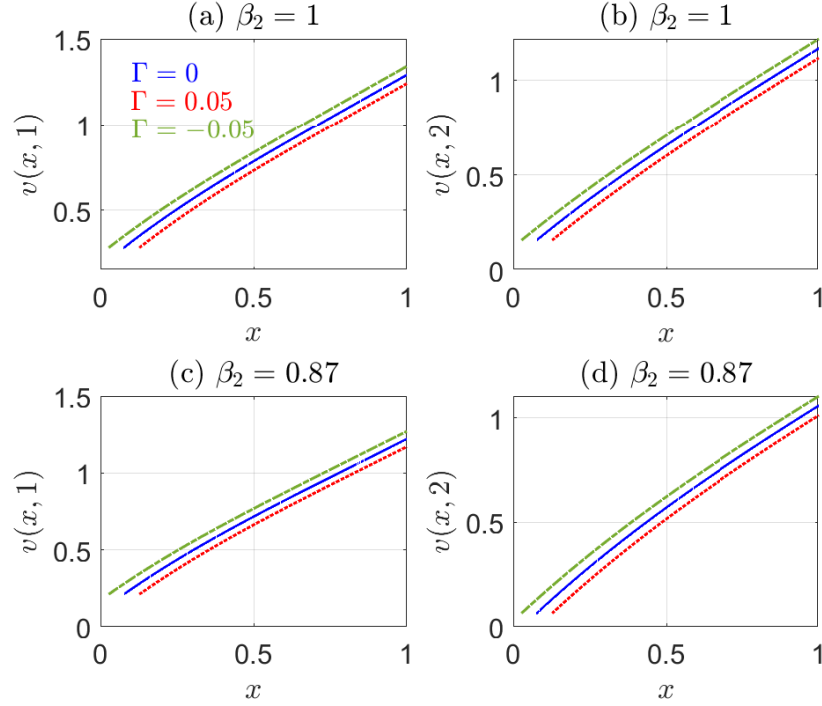 (a) β₂ = 1
1.5
1
0.5
v(x, 1)
Γ = 0
Γ = 0.05
Γ = −0.05
0
0.5
1
x
(b) β₂ = 1
1
0.5
0
v(x, 2)
0
0.5
1
x
(c) β₂ = 0.87
1.5
1
0.5
0
v(x, 1)
0
0.5
1
x
(d) β₂ = 0.87
1
0.5
0
v(x, 2)
0
0.5
1
x